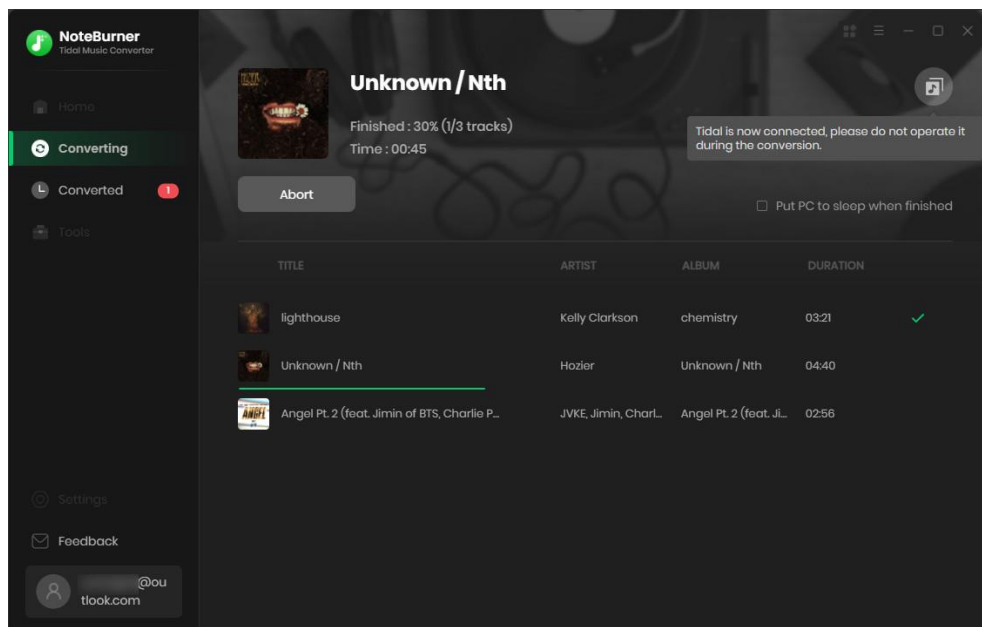 NoteBurner
Tidal Music Converter
Home
Converting
Converted 1
Tools
Settings
Feedback
@ou
tlook.com
Unknown / Nth
Finished : 30% (1/3 tracks)
Time : 00:45
Abort
Tidal is now connected, please do not operate it
during the conversion.
Put PC to sleep when finished
TITLE ARTIST ALBUM DURATION
lighthouse Kelly Clarkson chemistry 03:21
Unknown / Nth Hozier Unknown / Nth 04:40
ANGEL
Angel Pt. 2 (feat. Jimin of BTS, Charlie P... JVKE, Jimin, Charl... Angel Pt. 2 (feat. Ji... 02:56